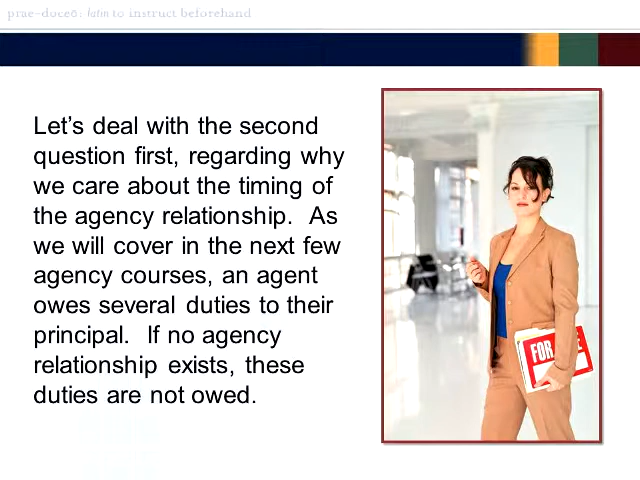 prae-doceō: latin to instruct beforehand
Let's deal with the second
question first, regarding why
we care about the timing of
the agency relationship.  As
we will cover in the next few
agency courses, an agent
owes several duties to their
principal.  If no agency
relationship exists, these
duties are not owed.
FOR